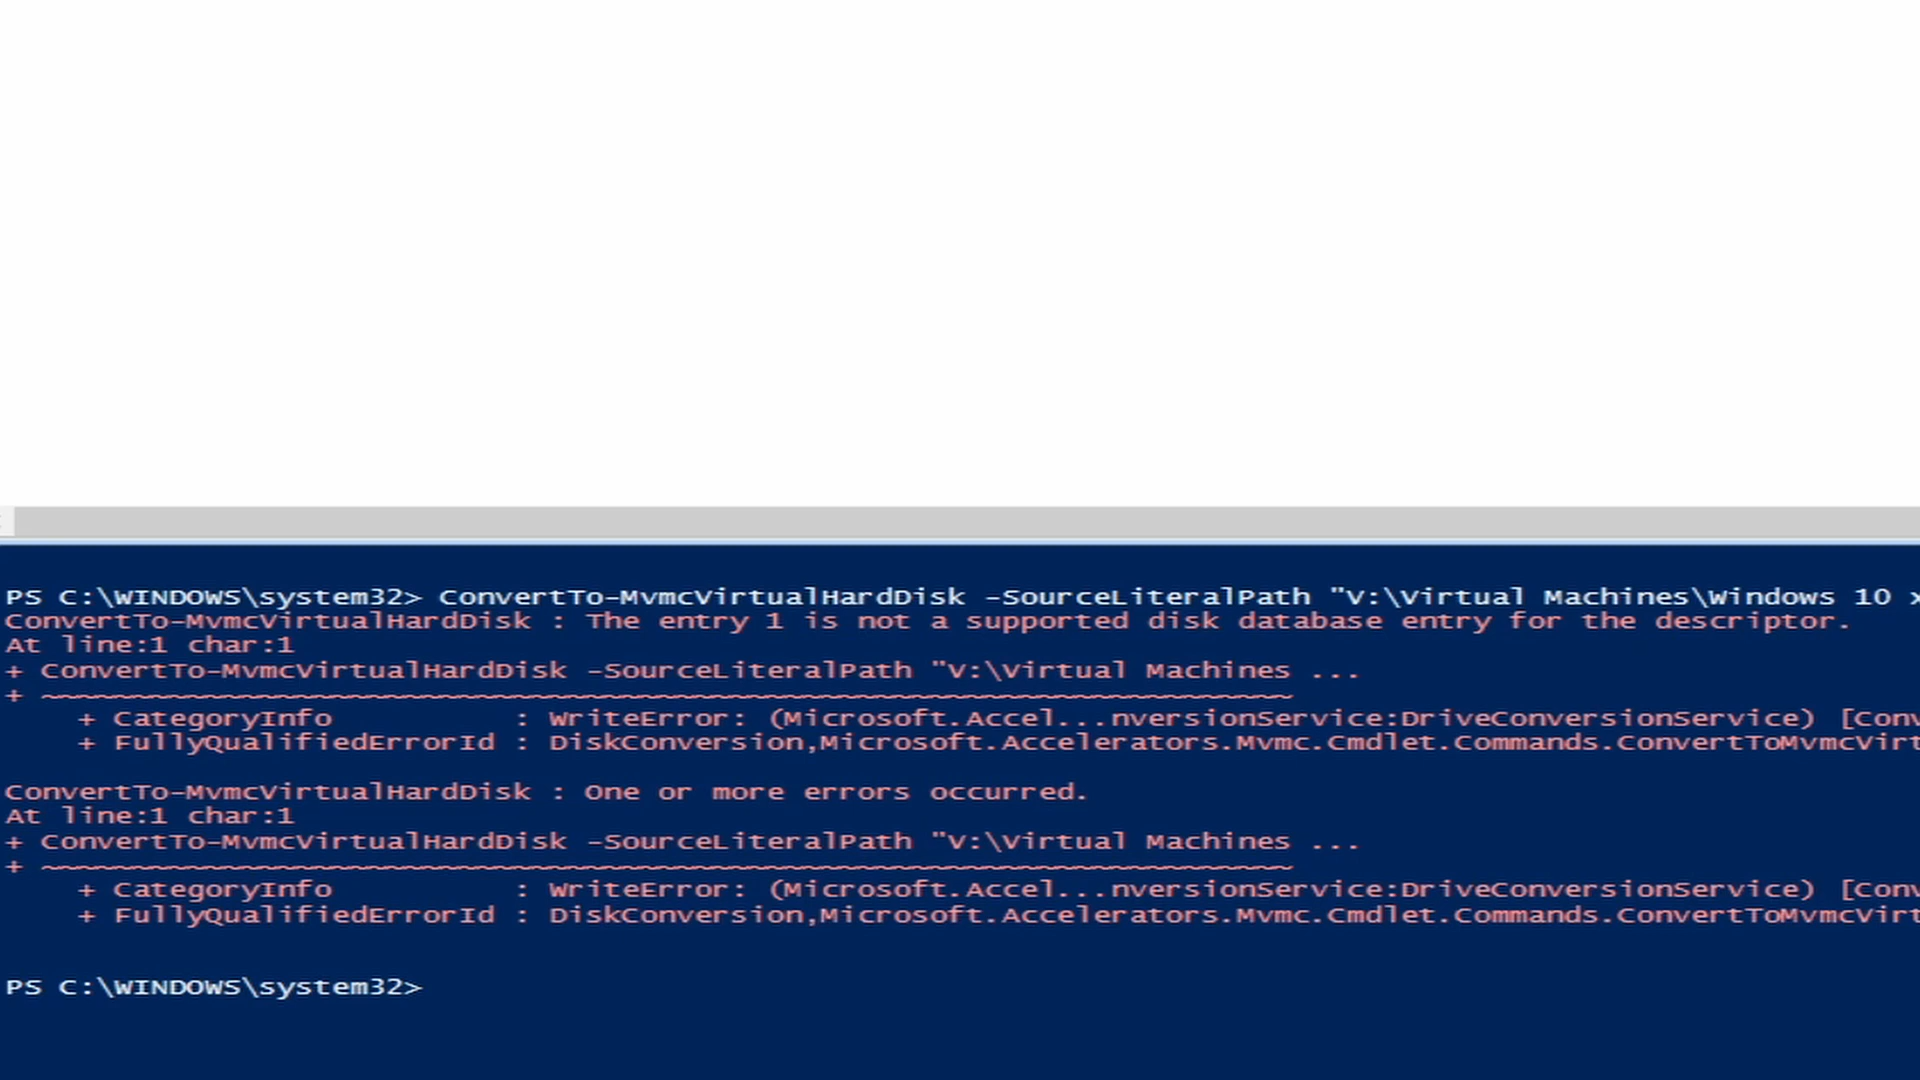 PS C:\WINDOWS\system32> ConvertTo-MvmcVirtualHardDisk -SourceLiteralPath "V:\Virtual Machines\Windows 10 x
ConvertTo-MvmcVirtualHardDisk : The entry 1 is not a supported disk database entry for the descriptor.
At line:1 char:1
+ ConvertTo-MvmcVirtualHardDisk -SourceLiteralPath "V:\Virtual Machines ...
+ ~~~~~~~~~~~~~~~~~~~~~~~~~~~~~~~~~~~~~~~~~~~~~~~~~~~~~~~~~~~~~~~~~~~~~
    + CategoryInfo          : WriteError: (Microsoft.Accel...nversionService:DriveConversionService) [Conv
    + FullyQualifiedErrorId : DiskConversion,Microsoft.Accelerators.Mvmc.Cmdlet.Commands.ConvertToMvmcVirt
ConvertTo-MvmcVirtualHardDisk : One or more errors occurred.
At line:1 char:1
+ ConvertTo-MvmcVirtualHardDisk -SourceLiteralPath "V:\Virtual Machines ...
+ ~~~~~~~~~~~~~~~~~~~~~~~~~~~~~~~~~~~~~~~~~~~~~~~~~~~~~~~~~~~~~~~~~~~~~
    + CategoryInfo          : WriteError: (Microsoft.Accel...nversionService:DriveConversionService) [Conv
    + FullyQualifiedErrorId : DiskConversion,Microsoft.Accelerators.Mvmc.Cmdlet.Commands.ConvertToMvmcVirt
PS C:\WINDOWS\system32>